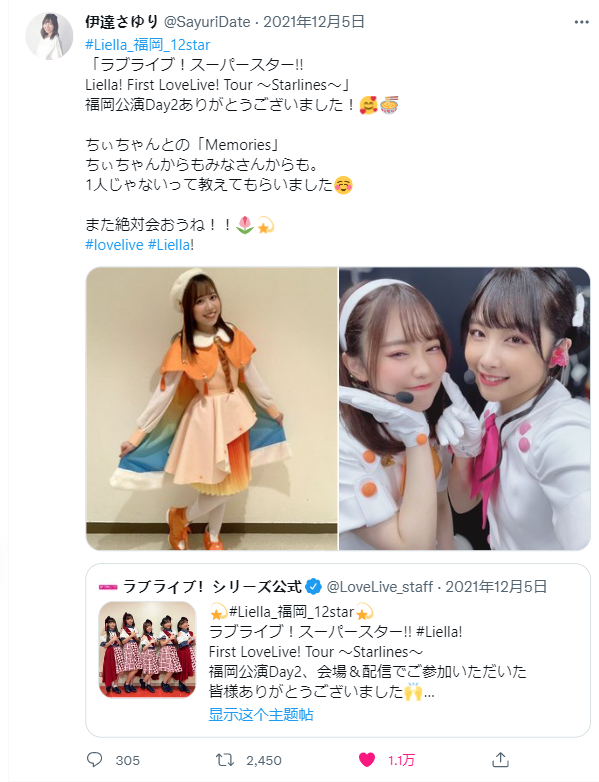 伊達さゆり @SayuriDate · 2021年12月5日
#Liella_福岡_12star
「ラブライブ！スーパースター!!
Liella! First LoveLive! Tour ～Starlines～」
福岡公演Day2ありがとうございました！🥰🍜
ちぃちゃんとの「Memories」
ちぃちゃんからもみなさんからも。
1人じゃないって教えてもらいました☺️
また絶対会おうね！！🌷💫
#lovelive #Liella!
ラブライブ！シリーズ公式 @LoveLive_staff · 2021年12月5日
💫#Liella_福岡_12star💫
ラブライブ！スーパースター!! #Liella!
First LoveLive! Tour ～Starlines～
福岡公演Day2、会場＆配信でご参加いただいた
皆様ありがとうございました🙌...
显示这个主题帖
305 2,450 1.1万